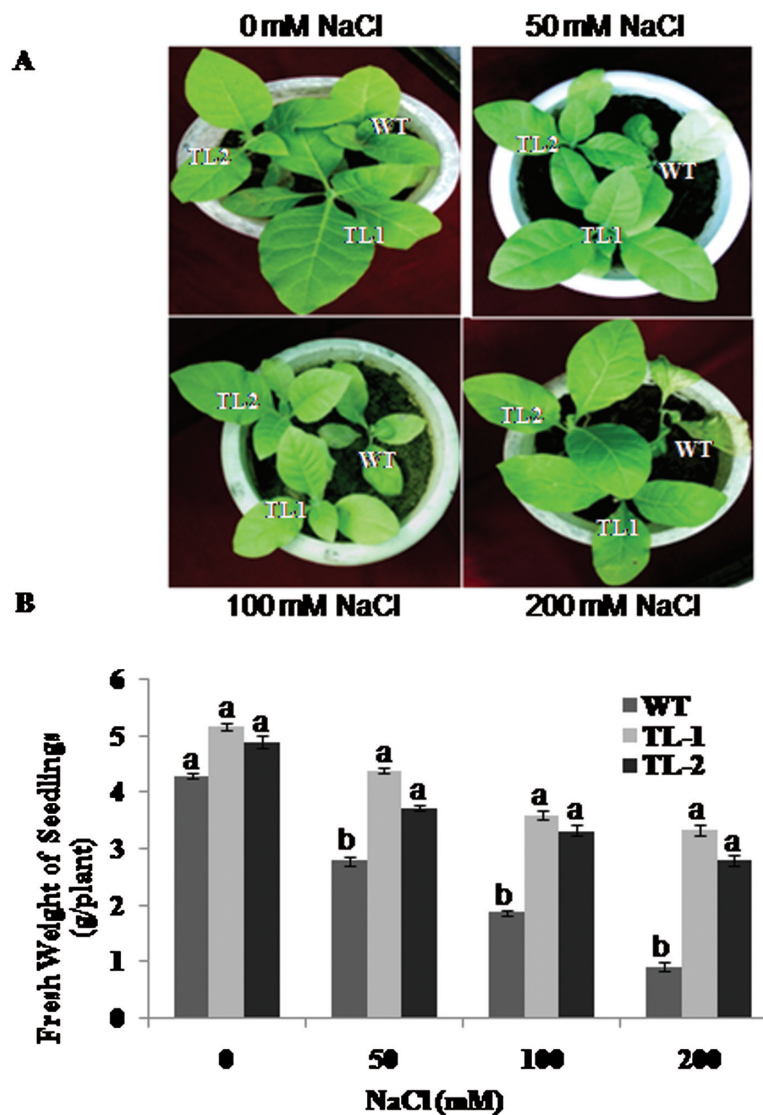 0 mM NaCl 50 mM NaCl
A
TL2 WT TL1
TL2 WT TL1
TL2 WT TL1
TL2 WT TL1
100 mM NaCl 200 mM NaCl
B
Fresh Weight of Seedlings
(g/plant)
6
5
4
3
2
1
0
a a a
b a a
b a a
b a a
WT
TL-1
TL-2
0 50 100 200
NaCl (mM)